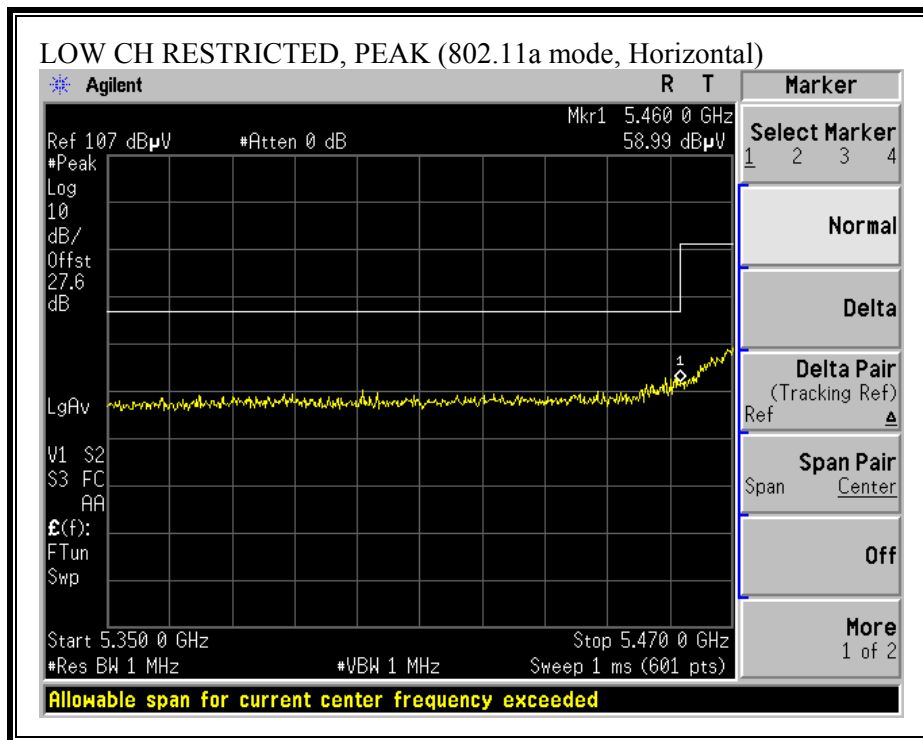 LOW CH RESTRICTED, PEAK (802.11a mode, Horizontal)
Agilent R T
Mkr1 5.460 0 GHz
Ref 107 dBµV #Atten 0 dB 58.99 dBµV
#Peak
Log
10
dB/
Offst
27.6
dB
1
LgAv
V1 S2
S3 FC
AA
£(f):
FTun
Swp
Start 5.350 0 GHz Stop 5.470 0 GHz
#Res BW 1 MHz #VBW 1 MHz Sweep 1 ms (601 pts)
Allowable span for current center frequency exceeded
Marker
Select Marker
1 2 3 4
Normal
Delta
Delta Pair
(Tracking Ref)
Ref Δ
Span Pair
Span Center
Off
More
1 of 2